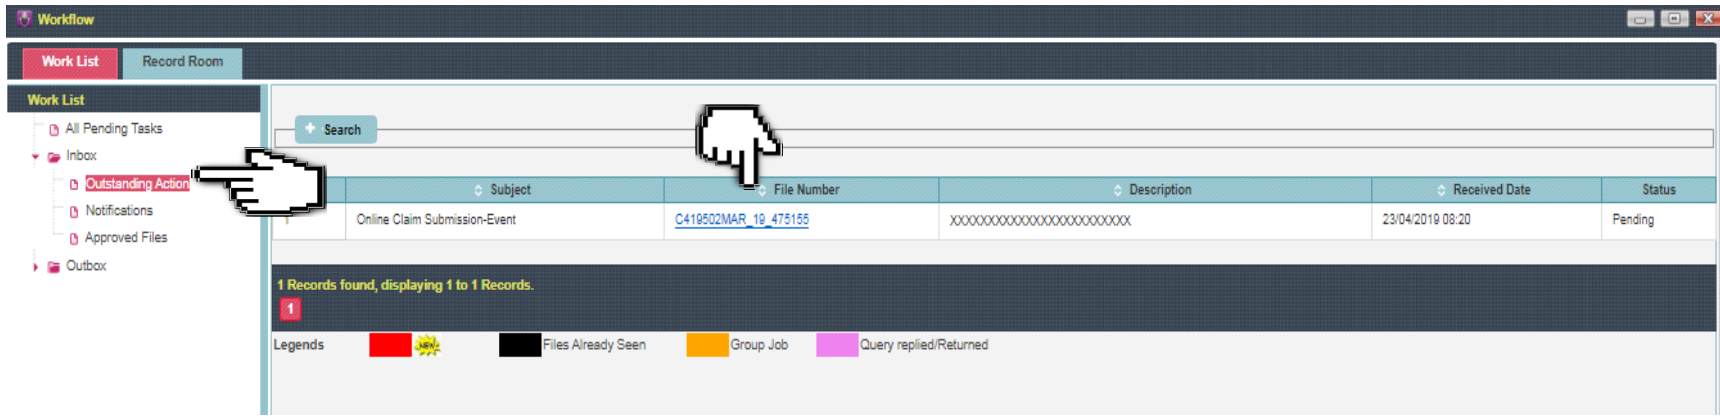 Workflow
Work List Record Room
Work List
All Pending Tasks
Inbox
Outstanding Action
Notifications
Approved Files
Outbox
Search
Subject File Number Description Received Date Status
1 Online Claim Submission-Event C419502MAR_19_475155 XXXXXXXXXXXXXXXXXXXXXXXXX 23/04/2019 08:20 Pending
1 Records found, displaying 1 to 1 Records.
1
Legends NEW Files Already Seen Group Job Query replied/Returned